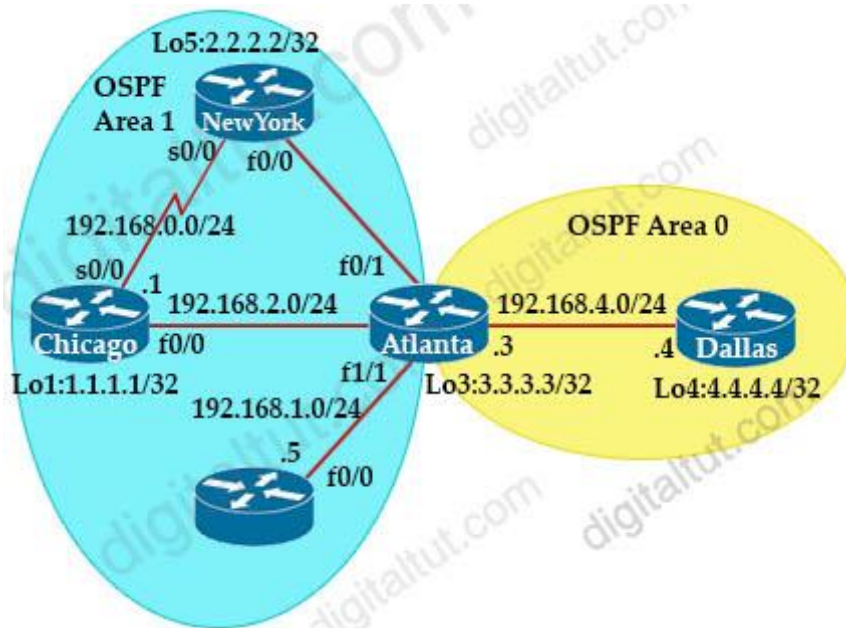 Lo5:2.2.2.2/32
OSPF
Area 1
NewYork
s0/0
f0/0
192.168.0.0/24
OSPF Area 0
s0/0
.1
f0/1
192.168.2.0/24
192.168.4.0/24
Chicago
f0/0
Atlanta
.3
.4
Dallas
Lo1:1.1.1.1/32
f1/1
Lo3:3.3.3.3/32
Lo4:4.4.4.4/32
192.168.1.0/24
.5
f0/0
digitaltut.com
digitaltut.com
digitaltut.com
digitaltut.com
digitaltut.com
digitaltut.com